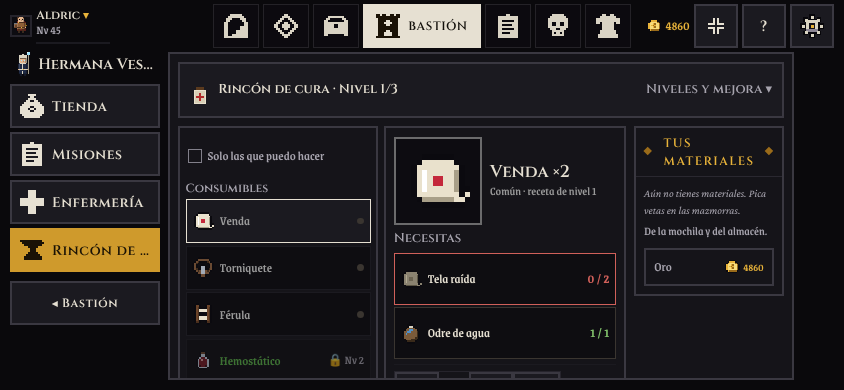 ALDRIC ▾
Nv 45
BASTIÓN
4860
?
HERMANA VES...
TIENDA
MISIONES
ENFERMERÍA
RINCÓN DE ...
◂ BASTIÓN
RINCÓN DE CURA · NIVEL 1/3
NIVELES Y MEJORA ▾
Solo las que puedo hacer
CONSUMIBLES
Venda
Torniquete
Férula
Hemostático
Nv 2
VENDA ×2
Común · receta de nivel 1
NECESITAS
Tela raída
0 / 2
Odre de agua
1 / 1
TUS
MATERIALES
Aún no tienes materiales. Pica
vetas en las mazmorras.
De la mochila y del almacén.
Oro
4860